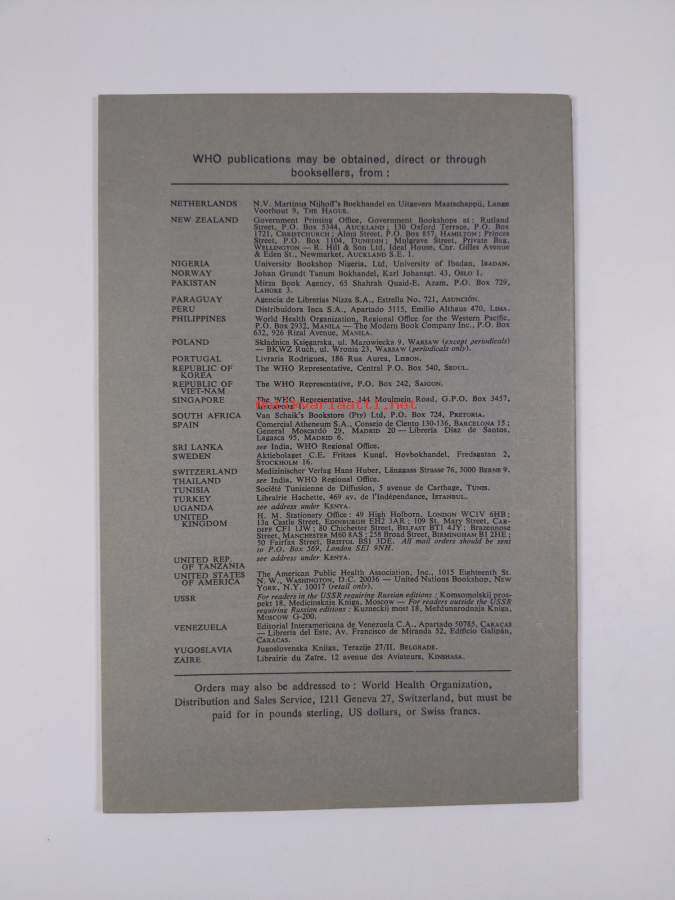 WHO publications may be obtained, direct or through
booksellers, from :
NETHERLANDS N.V. Martinus Nijhoff's Boekhandel en Uitgevers Maatschappij, Lange
Voorhout 9, THE HAGUE.
NEW ZEALAND Government Printing Office, Government Bookshops at : Rutland
Street, P.O. Box 5344, AUCKLAND ; 130 Oxford Terrace, P.O. Box
1721, CHRISTCHURCH ; Alma Street, P.O. Box 857, HAMILTON ; Princes
Street, P.O. Box 1104, DUNEDIN ; Mulgrave Street, Private Bag,
WELLINGTON — R. Hill & Son Ltd, Ideal House, Cnr. Gillies Avenue
& Eden St., Newmarket, AUCKLAND S.E. 1.
NIGERIA University Bookshop Nigeria, Ltd, University of Ibadan, IBADAN.
NORWAY Johan Grundt Tanum Bokhandel, Karl Johansgt. 43, OSLO 1.
PAKISTAN Mirza Book Agency, 65 Shahrah Quaid-E. Azam, P.O. Box 729,
LAHORE 3.
PARAGUAY Agencia de Librerías Nizza S.A., Estrella No. 721, ASUNCIÓN.
PERU Distribuidora Inca S.A., Apartado 3115, Emilio Althaus 470, LIMA.
PHILIPPINES World Health Organization, Regional Office for the Western Pacific,
P.O. Box 2932, MANILA — The Modern Book Company Inc., P.O. Box
632, 926 Rizal Avenue, MANILA.
POLAND Składnica Księgarska, ul. Mazowiecka 9, WARSAW (except periodicals)
— BKWZ Ruch, ul. Wronia 23, WARSAW (periodicals only).
PORTUGAL Livraria Rodrigues, 186 Rua Aurea, LISBON.
REPUBLIC OF
KOREA The WHO Representative, Central P.O. Box 540, SEOUL.
REPUBLIC OF
VIET-NAM The WHO Representative, P.O. Box 242, SAIGON.
SINGAPORE The WHO Representative, 144 Moulmein Road, G.P.O. Box 3457,
Makulvariaatti.net
SOUTH AFRICA Van Schaik's Bookstore (Pty) Ltd, P.O. Box 724, PRETORIA.
SPAIN Comercial Atheneum S.A., Consejo de Ciento 130-136, BARCELONA 15 ;
General Moscardó 29, MADRID 20 — Librería Díaz de Santos,
Lagasca 95, MADRID 6.
SRI LANKA see India, WHO Regional Office.
SWEDEN Aktiebolaget C.E. Fritzes Kungl. Hovbokhandel, Fredsgatan 2,
STOCKHOLM 16.
SWITZERLAND Medizinischer Verlag Hans Huber, Länggass Strasse 76, 3000 BERNE 9.
THAILAND see India, WHO Regional Office.
TUNISIA Société Tunisienne de Diffusion, 5 avenue de Carthage, TUNIS.
TURKEY Librairie Hachette, 469 av. de l'Indépendance, ISTANBUL.
UGANDA see address under KENYA.
UNITED
KINGDOM H. M. Stationery Office : 49 High Holborn, LONDON WC1V 6HB ;
13a Castle Street, EDINBURGH EH2 3AR ; 109 St. Mary Street, CAR-
DIFF CF1 1JW ; 80 Chichester Street, BELFAST BT1 4JY ; Brazennose
Street, MANCHESTER M60 8AS ; 258 Broad Street, BIRMINGHAM B1 2HE ;
50 Fairfax Street, BRISTOL BS1 3DE. All mail orders should be sent
to P.O. Box 569, London SE1 9NH.
UNITED REP.
OF TANZANIA see address under KENYA.
UNITED STATES
OF AMERICA The American Public Health Association, Inc., 1015 Eighteenth St.
N. W., WASHINGTON, D.C. 20036 — United Nations Bookshop, NEW
YORK, N.Y. 10017 (retail only).
USSR For readers in the USSR requiring Russian editions : Komsomolskij pros-
pekt 18, Medicinskaja Kniga, MOSCOW — For readers outside the USSR
requiring Russian editions : Kuzneckij most 18, Meždunarodnaja Kniga,
MOSCOW G-200.
VENEZUELA Editorial Interamericana de Venezuela C.A., Apartado 50785, CARACAS
— Librería del Este, Av. Francisco de Miranda 52, Edificio Galipán,
CARACAS.
YUGOSLAVIA Jugoslovenska Knjiga, Terazije 27/II, BELGRADE.
ZAIRE Librairie du Zaïre, 12 avenue des Aviateurs, KINSHASA.
Orders may also be addressed to : World Health Organization,
Distribution and Sales Service, 1211 Geneva 27, Switzerland, but must be
paid for in pounds sterling, US dollars, or Swiss francs.